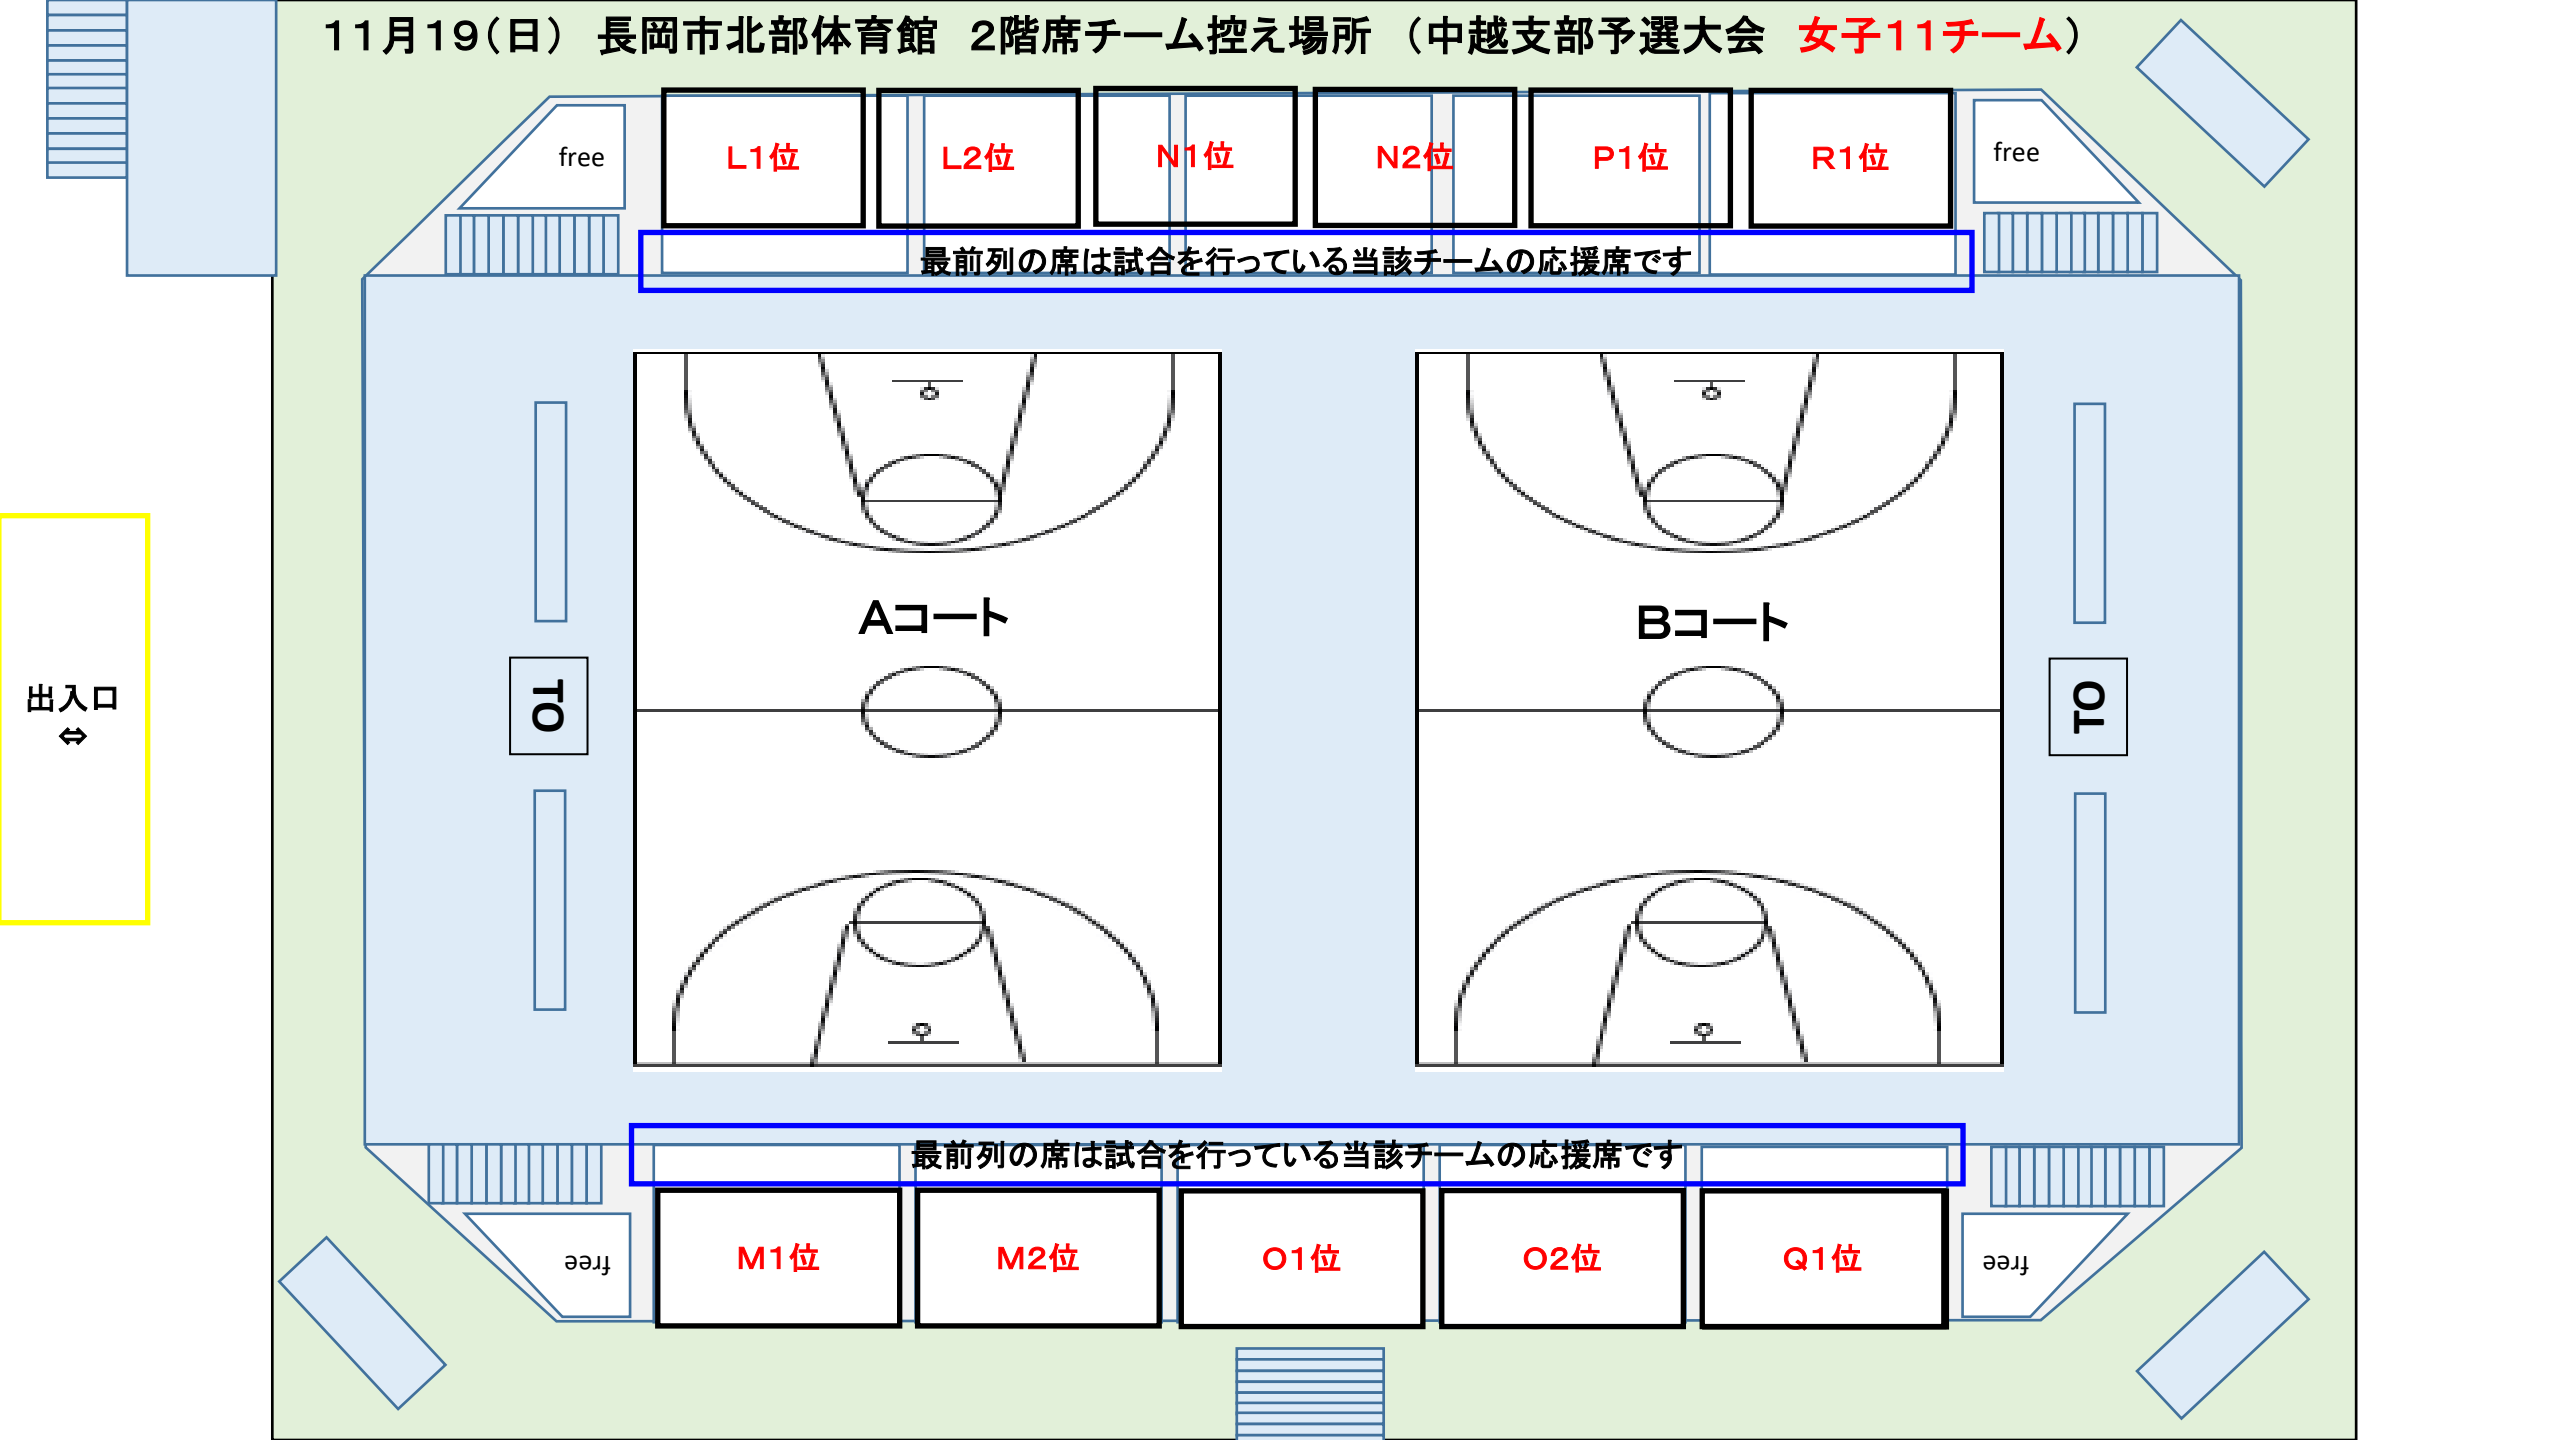 11月19(日)　長岡市北部体育館　2階席チーム控え場所　(中越支部予選大会　女子11チーム)
free
L1位
L2位
N1位
N2位
P1位
R1位
free
最前列の席は試合を行っている当該チームの応援席です
Aコート
Bコート
出入口
⇔
TO
TO
最前列の席は試合を行っている当該チームの応援席です
free
M1位
M2位
O1位
O2位
Q1位
free